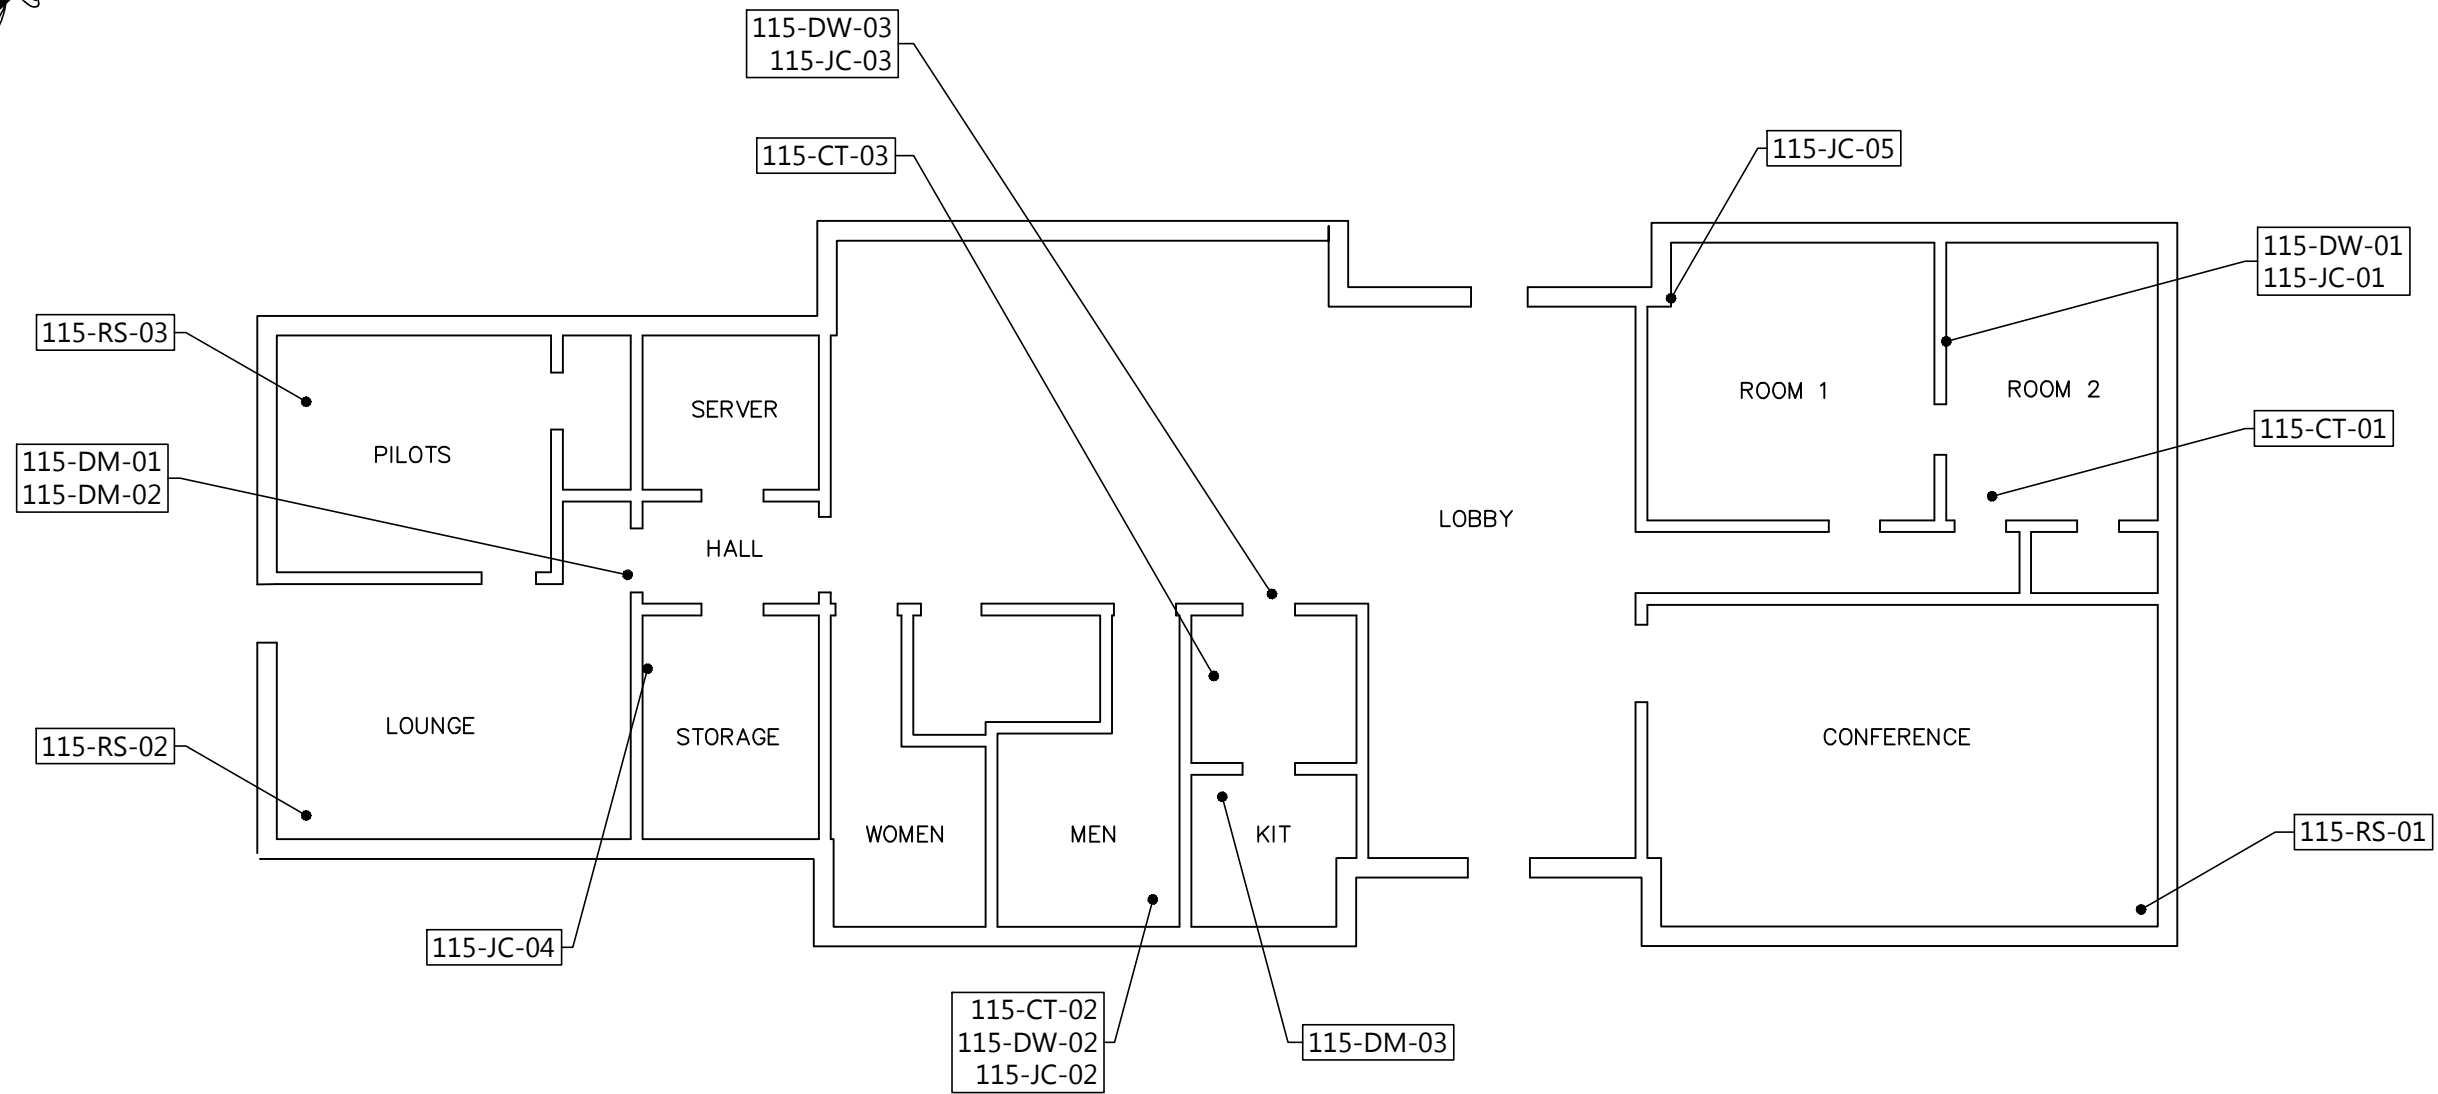 115-DW-03
115-JC-03
115-CT-03
115-JC-05
115-DW-01
115-JC-01
115-RS-03
ROOM 1
ROOM 2
SERVER
115-CT-01
PILOTS
115-DM-01
115-DM-02
LOBBY
HALL
LOUNGE
STORAGE
CONFERENCE
115-RS-02
WOMEN
MEN
KIT
115-RS-01
115-JC-04
115-CT-02
115-DW-02
115-JC-02
115-DM-03